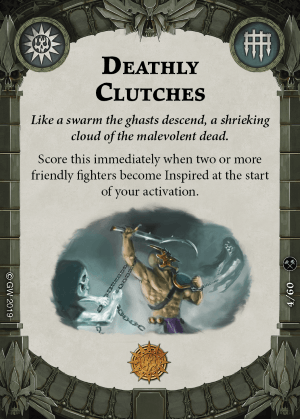 DEATHLY
CLUTCHES
Like a swarm the ghasts descend, a shrieking
cloud of the malevolent dead.
Score this immediately when two or more
friendly fighters become Inspired at the start
of your activation.
©GW 2019
4/60